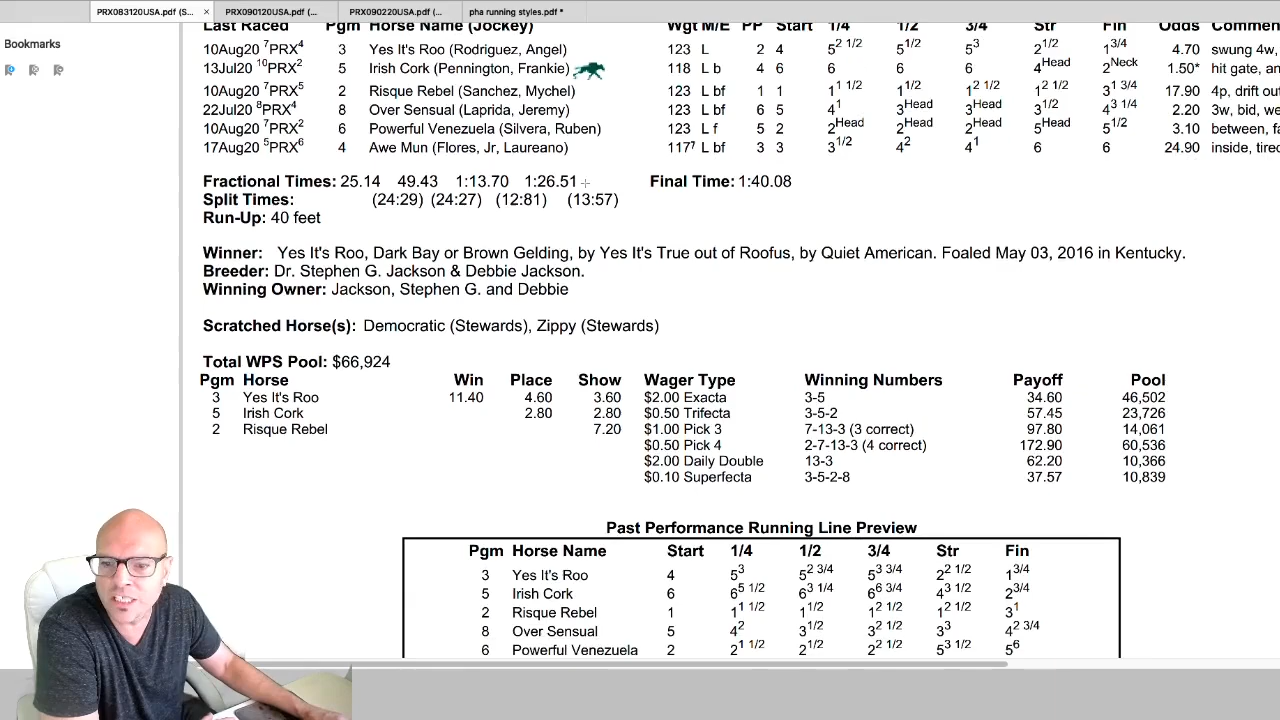 PRX083120USA.pdf (S... × PRX090120USA.pdf (... PRX090220USA.pdf (... pha running styles.pdf *
Bookmarks
Last Raced Pgm Horse Name (Jockey) Wgt M/E PP Start 1/4 1/2 3/4 Str Fin Odds Commen
10Aug20 7PRX4 3 Yes It's Roo (Rodriguez, Angel) 123 L 2 4 5 2 1/2 5 1/2 5 3 2 1/2 1 3/4 4.70 swung 4w,
13Jul20 10PRX2 5 Irish Cork (Pennington, Frankie) 118 L b 4 6 6 6 6 4 Head 2 Neck 1.50* hit gate, an
10Aug20 7PRX5 2 Risque Rebel (Sanchez, Mychel) 123 L bf 1 1 1 1 1/2 1 1/2 1 2 1/2 1 2 1/2 3 1 3/4 17.90 4p, drift out
22Jul20 8PRX4 8 Over Sensual (Laprida, Jeremy) 123 L bf 6 5 4 1 3 Head 3 Head 3 1/2 4 3 1/4 2.20 3w, bid, we
10Aug20 7PRX2 6 Powerful Venezuela (Silvera, Ruben) 123 L f 5 2 2 Head 2 Head 2 Head 5 Head 5 1/2 3.10 between, fa
17Aug20 5PRX6 4 Awe Mun (Flores, Jr, Laureano) 117 7 L bf 3 3 3 1/2 4 2 4 1 6 6 24.90 inside, tired
Fractional Times: 25.14 49.43 1:13.70 1:26.51 Final Time: 1:40.08
Split Times: (24:29) (24:27) (12:81) (13:57)
Run-Up: 40 feet
Winner: Yes It's Roo, Dark Bay or Brown Gelding, by Yes It's True out of Roofus, by Quiet American. Foaled May 03, 2016 in Kentucky.
Breeder: Dr. Stephen G. Jackson & Debbie Jackson.
Winning Owner: Jackson, Stephen G. and Debbie
Scratched Horse(s): Democratic (Stewards), Zippy (Stewards)
Total WPS Pool: $66,924
Pgm Horse Win Place Show Wager Type Winning Numbers Payoff Pool
3 Yes It's Roo 11.40 4.60 3.60 $2.00 Exacta 3-5 34.60 46,502
5 Irish Cork 2.80 2.80 $0.50 Trifecta 3-5-2 57.45 23,726
2 Risque Rebel 7.20 $1.00 Pick 3 7-13-3 (3 correct) 97.80 14,061
$0.50 Pick 4 2-7-13-3 (4 correct) 172.90 60,536
$2.00 Daily Double 13-3 62.20 10,366
$0.10 Superfecta 3-5-2-8 37.57 10,839
Past Performance Running Line Preview
Pgm Horse Name Start 1/4 1/2 3/4 Str Fin
3 Yes It's Roo 4 5 3 5 2 3/4 5 3 3/4 2 2 1/2 1 3/4
5 Irish Cork 6 6 5 1/2 6 3 1/4 6 6 3/4 4 3 1/2 2 3/4
2 Risque Rebel 1 1 1 1/2 1 1/2 1 2 1/2 1 2 1/2 3 1
8 Over Sensual 5 4 2 3 1/2 3 2 1/2 3 3 4 2 3/4
6 Powerful Venezuela 2 2 1 1/2 2 1/2 2 2 1/2 5 3 1/2 5 6